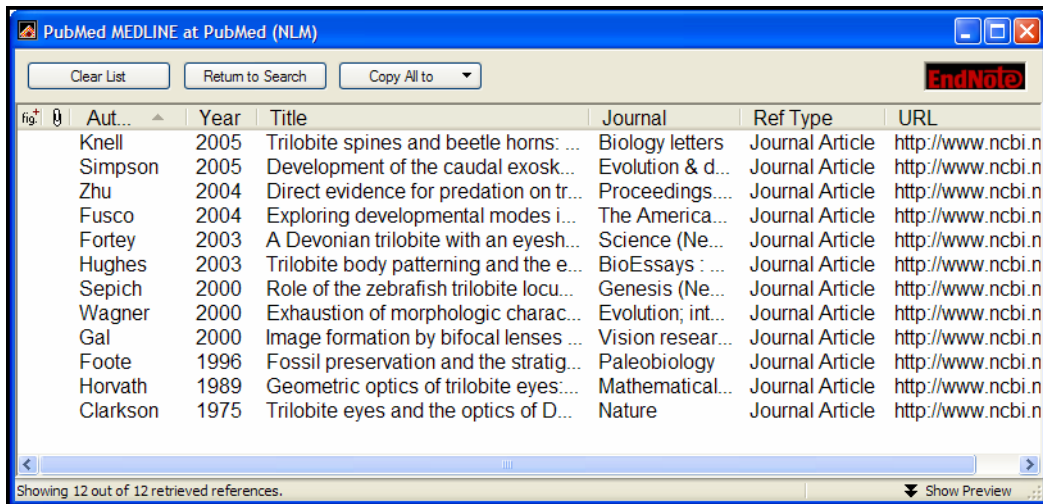 PubMed MEDLINE at PubMed (NLM)
Clear List Return to Search Copy All to EndNote
fig.+ Aut... Year Title Journal Ref Type URL
Knell 2005 Trilobite spines and beetle horns: ... Biology letters Journal Article http://www.ncbi.n
Simpson 2005 Development of the caudal exosk... Evolution & d... Journal Article http://www.ncbi.n
Zhu 2004 Direct evidence for predation on tr... Proceedings.... Journal Article http://www.ncbi.n
Fusco 2004 Exploring developmental modes i... The America... Journal Article http://www.ncbi.n
Fortey 2003 A Devonian trilobite with an eyesh... Science (Ne... Journal Article http://www.ncbi.n
Hughes 2003 Trilobite body patterning and the e... BioEssays : ... Journal Article http://www.ncbi.n
Sepich 2000 Role of the zebrafish trilobite locu... Genesis (Ne... Journal Article http://www.ncbi.n
Wagner 2000 Exhaustion of morphologic charac... Evolution; int... Journal Article http://www.ncbi.n
Gal 2000 Image formation by bifocal lenses ... Vision resear... Journal Article http://www.ncbi.n
Foote 1996 Fossil preservation and the stratig... Paleobiology Journal Article http://www.ncbi.n
Horvath 1989 Geometric optics of trilobite eyes:... Mathematical... Journal Article http://www.ncbi.n
Clarkson 1975 Trilobite eyes and the optics of D... Nature Journal Article http://www.ncbi.n
Showing 12 out of 12 retrieved references. Show Preview